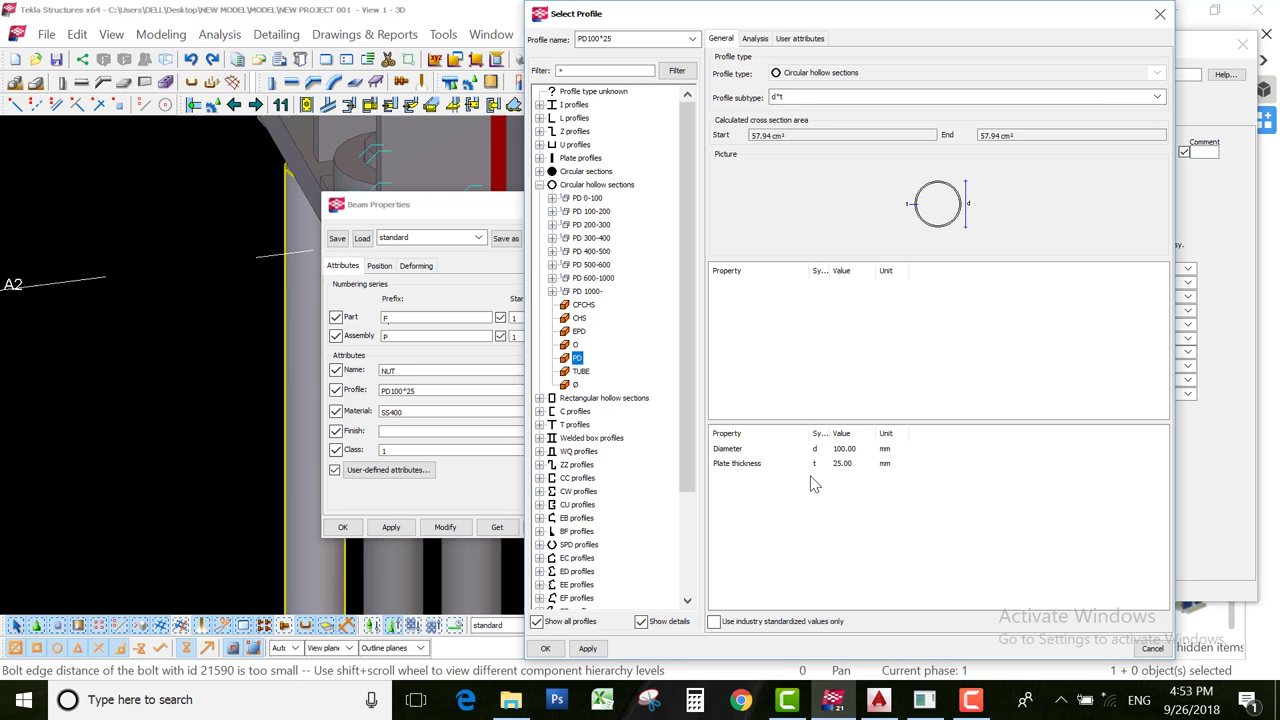 Tekla Structures x64 - C:\Users\DELL\Desktop\NEW MODEL\MODEL\NEW PROJECT 001 - View 1 - 3D
File Edit View Modeling Analysis Detailing Drawings & Reports Tools Window
Select Profile
Profile name: PD100*25
Filter: * Filter
Profile type unknown
I profiles
L profiles
Z profiles
U profiles
Plate profiles
Circular sections
Circular hollow sections
PD 0-100
PD 100-200
PD 200-300
PD 300-400
PD 400-500
PD 500-600
PD 600-1000
PD 1000-
CFCHS
CHS
EPD
O
PD
TUBE
Ø
Rectangular hollow sections
C profiles
T profiles
Welded box profiles
WQ profiles
ZZ profiles
CC profiles
CW profiles
CU profiles
EB profiles
BF profiles
SPD profiles
EC profiles
ED profiles
EE profiles
EF profiles
Show all profiles Show details
OK Apply
General Analysis User attributes
Profile type
Profile type: Circular hollow sections
Profile subtype: d*t
Calculated cross section area
Start 57.94 cm² End 57.94 cm²
Picture
t d
Property Sy... Value Unit
Property Sy... Value Unit
Diameter d 100.00 mm
Plate thickness t 25.00 mm
Use industry standardized values only
Cancel
Help...
Comment
A2
Beam Properties
Save Load standard Save as
Attributes Position Deforming
Numbering series
Prefix: Star
Part F, 1
Assembly P 1
Attributes
Name: NUT
Profile: PD100*25
Material: SS400
Finish:
Class: 1
User-defined attributes...
OK Apply Modify Get
Activate Windows
Go to Settings to activate Windows.
hidden items
standard
Aut View plane Outline planes
Bolt edge distance of the bolt with id 21590 is too small -- Use shift+scroll wheel to view different component hierarchy levels 0 Pan Current phase: 1 1 + 0 object(s) selected
Type here to search
4:53 PM
9/26/2018